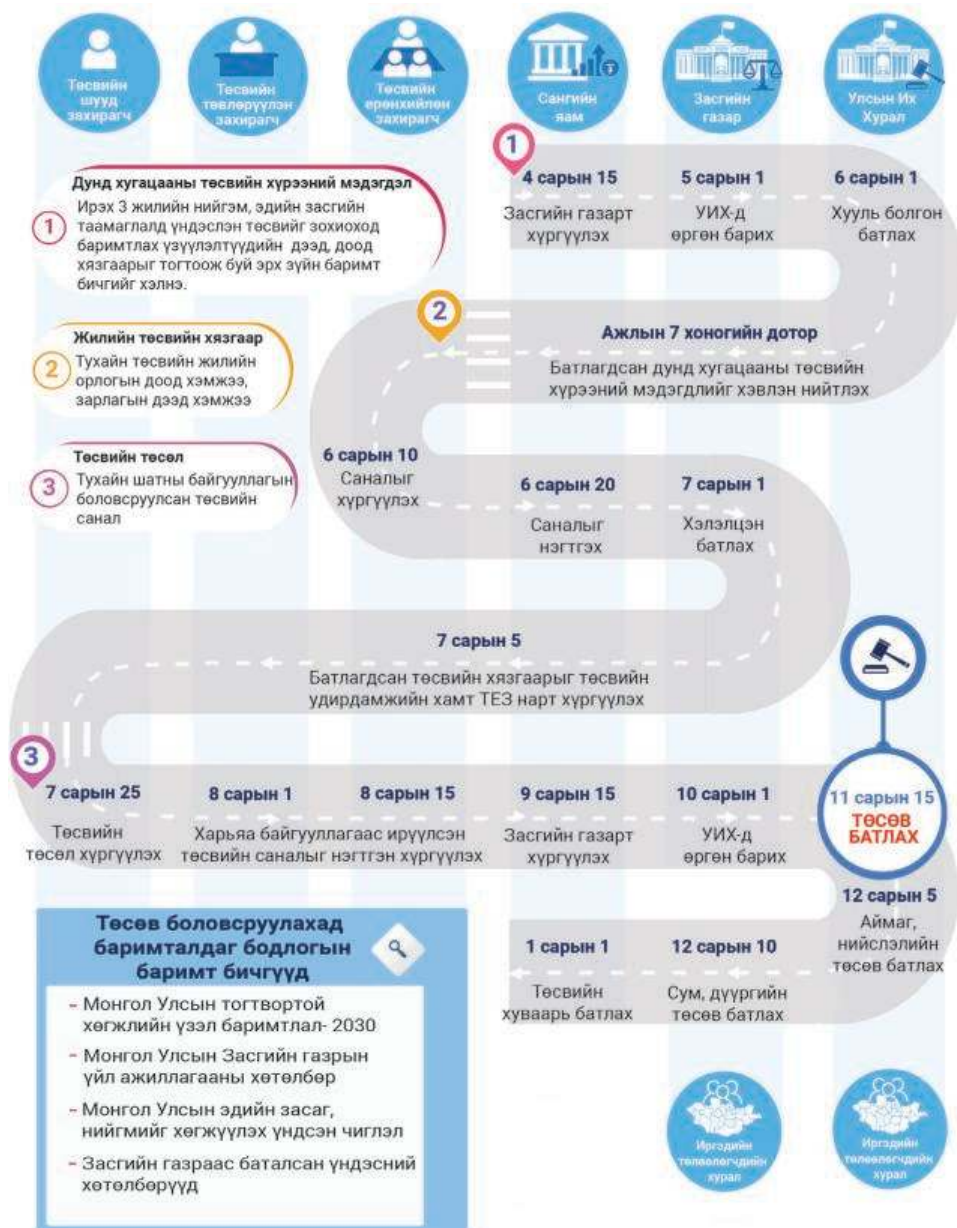 Төсвийн
шууд
захирагч
Төсвийн
төвлөрүүлэн
захирагч
Төсвийн
ерөнхийлөн
захирагч
Сангийн
яам
Засгийн
газар
Улсын Их
Хурал
1
4 сарын 15
Засгийн газарт
хүргүүлэх
5 сарын 1
УИХ-д
өргөн барих
6 сарын 1
Хууль болгон
батлах
Дунд хугацааны төсвийн хүрээний мэдэгдэл
1
Ирэх 3 жилийн нийгэм, эдийн засгийн
таамаглалд үндэслэн төсвийг зохиоход
баримтлах үзүүлэлтүүдийн дээд, доод
хязгаарыг тогтоож буй эрх зүйн баримт
бичгийг хэлнэ.
2
Ажлын 7 хоногийн дотор
Батлагдсан дунд хугацааны төсвийн
хүрээний мэдэгдлийг хэвлэн нийтлэх
Жилийн төсвийн хязгаар
2
Тухайн төсвийн жилийн
орлогын доод хэмжээ,
зарлагын дээд хэмжээ
Төсвийн төсөл
3
Тухайн шатны байгууллагын
боловсруулсан төсвийн
санал
6 сарын 10
Саналыг
хүргүүлэх
6 сарын 20
Саналыг
нэгтгэх
7 сарын 1
Хэлэлцэн
батлах
7 сарын 5
Батлагдсан төсвийн хязгаарыг төсвийн
удирдамжийн хамт ТЕЗ нарт хүргүүлэх
3
7 сарын 25
Төсвийн
төсөл хүргүүлэх
8 сарын 1
8 сарын 15
Харьяа байгууллагаас ирүүлсэн
төсвийн саналыг нэгтгэн хүргүүлэх
9 сарын 15
Засгийн газарт
хүргүүлэх
10 сарын 1
УИХ-д
өргөн барих
11 сарын 15
ТӨСӨВ
БАТЛАХ
12 сарын 5
Аймаг,
нийслэлийн
төсөв батлах
12 сарын 10
Сум, дүүргийн
төсөв батлах
1 сарын 1
Төсвийн
хуваарь батлах
Төсөв боловсруулахад
баримталдаг бодлогын
баримт бичгүүд
- Монгол Улсын тогтвортой
хөгжлийн үзэл баримтлал- 2030
- Монгол Улсын Засгийн газрын
үйл ажиллагааны хөтөлбөр
- Монгол Улсын эдийн засаг,
нийгмийг хөгжүүлэх үндсэн чиглэл
- Засгийн газраас баталсан үндэсний
хөтөлбөрүүд
Иргэдийн
төлөөлөгчдийн
хурал
Иргэдийн
төлөөлөгчдийн
хурал